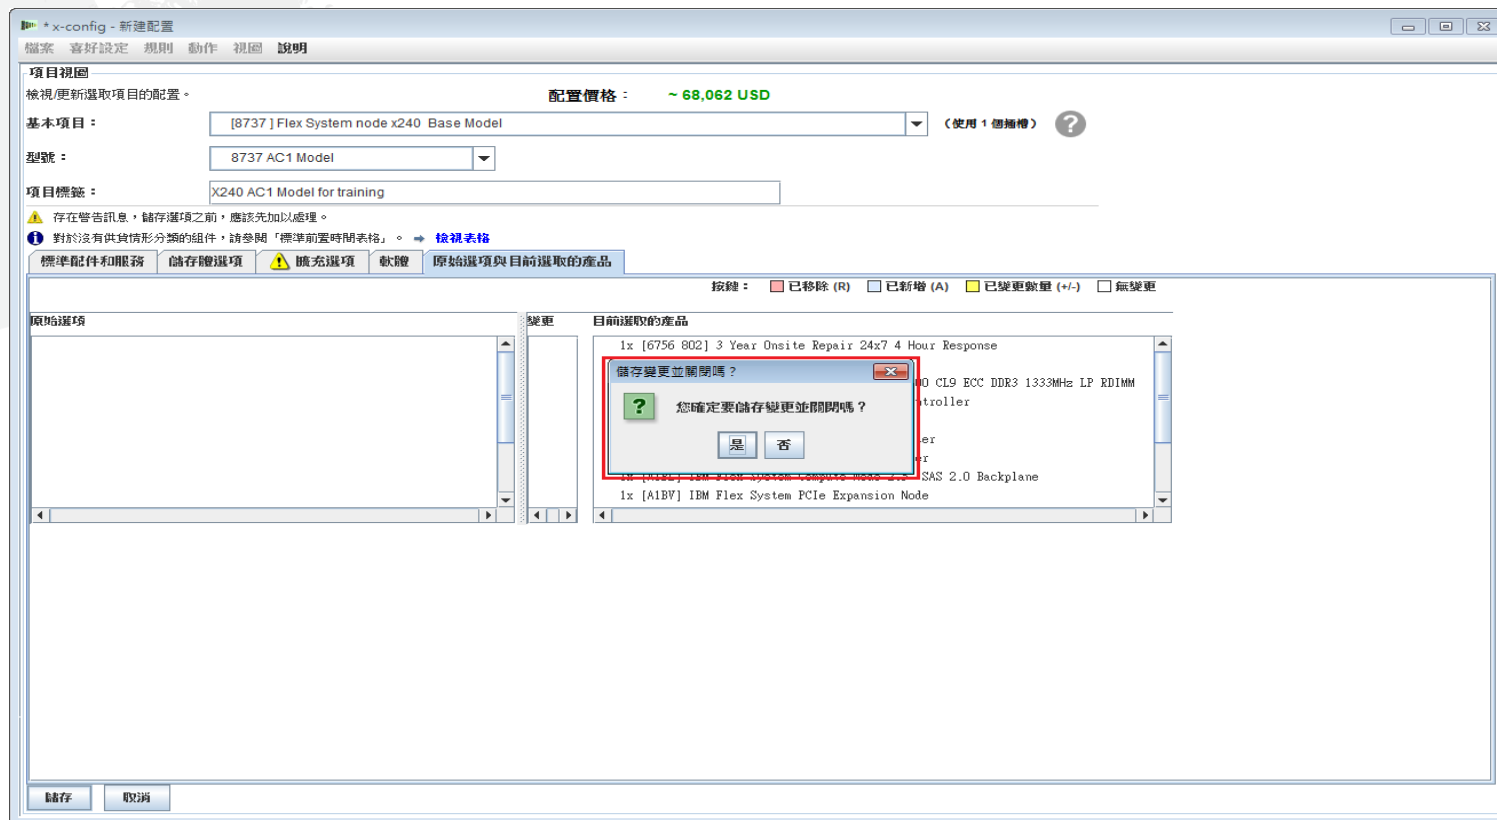 * x-config - 新建配置
檔案 喜好設定 規則 動作 視圖 說明
項目視圖
檢視/更新選取項目的配置。 配置價格： ~ 68,062 USD
基本項目： [8737 ] Flex System node x240 Base Model （使用 1 個插槽） ?
型號： 8737 AC1 Model
項目標籤： X240 AC1 Model for training
存在警告訊息，儲存選項之前，應該先加以處理。
對於沒有供貨情形分類的組件，請參閱「標準前置時間表格」。 檢視表格
標準配件和服務 儲存體選項 擴充選項 軟體 原始選項與目前選取的產品
按鍵： 已移除 (R) 已新增 (A) 已變更數量 (+/-) 無變更
原始選項 變更 目前選取的產品
1x [6756 802] 3 Year Onsite Repair 24x7 4 Hour Response
儲存變更並關閉嗎？
CL9 ECC DDR3 1333MHz LP RDIMM
您確定要儲存變更並關閉嗎？
是 否
SAS 2.0 Backplane
1x [A1BV] IBM Flex System PCIe Expansion Node
儲存 取消